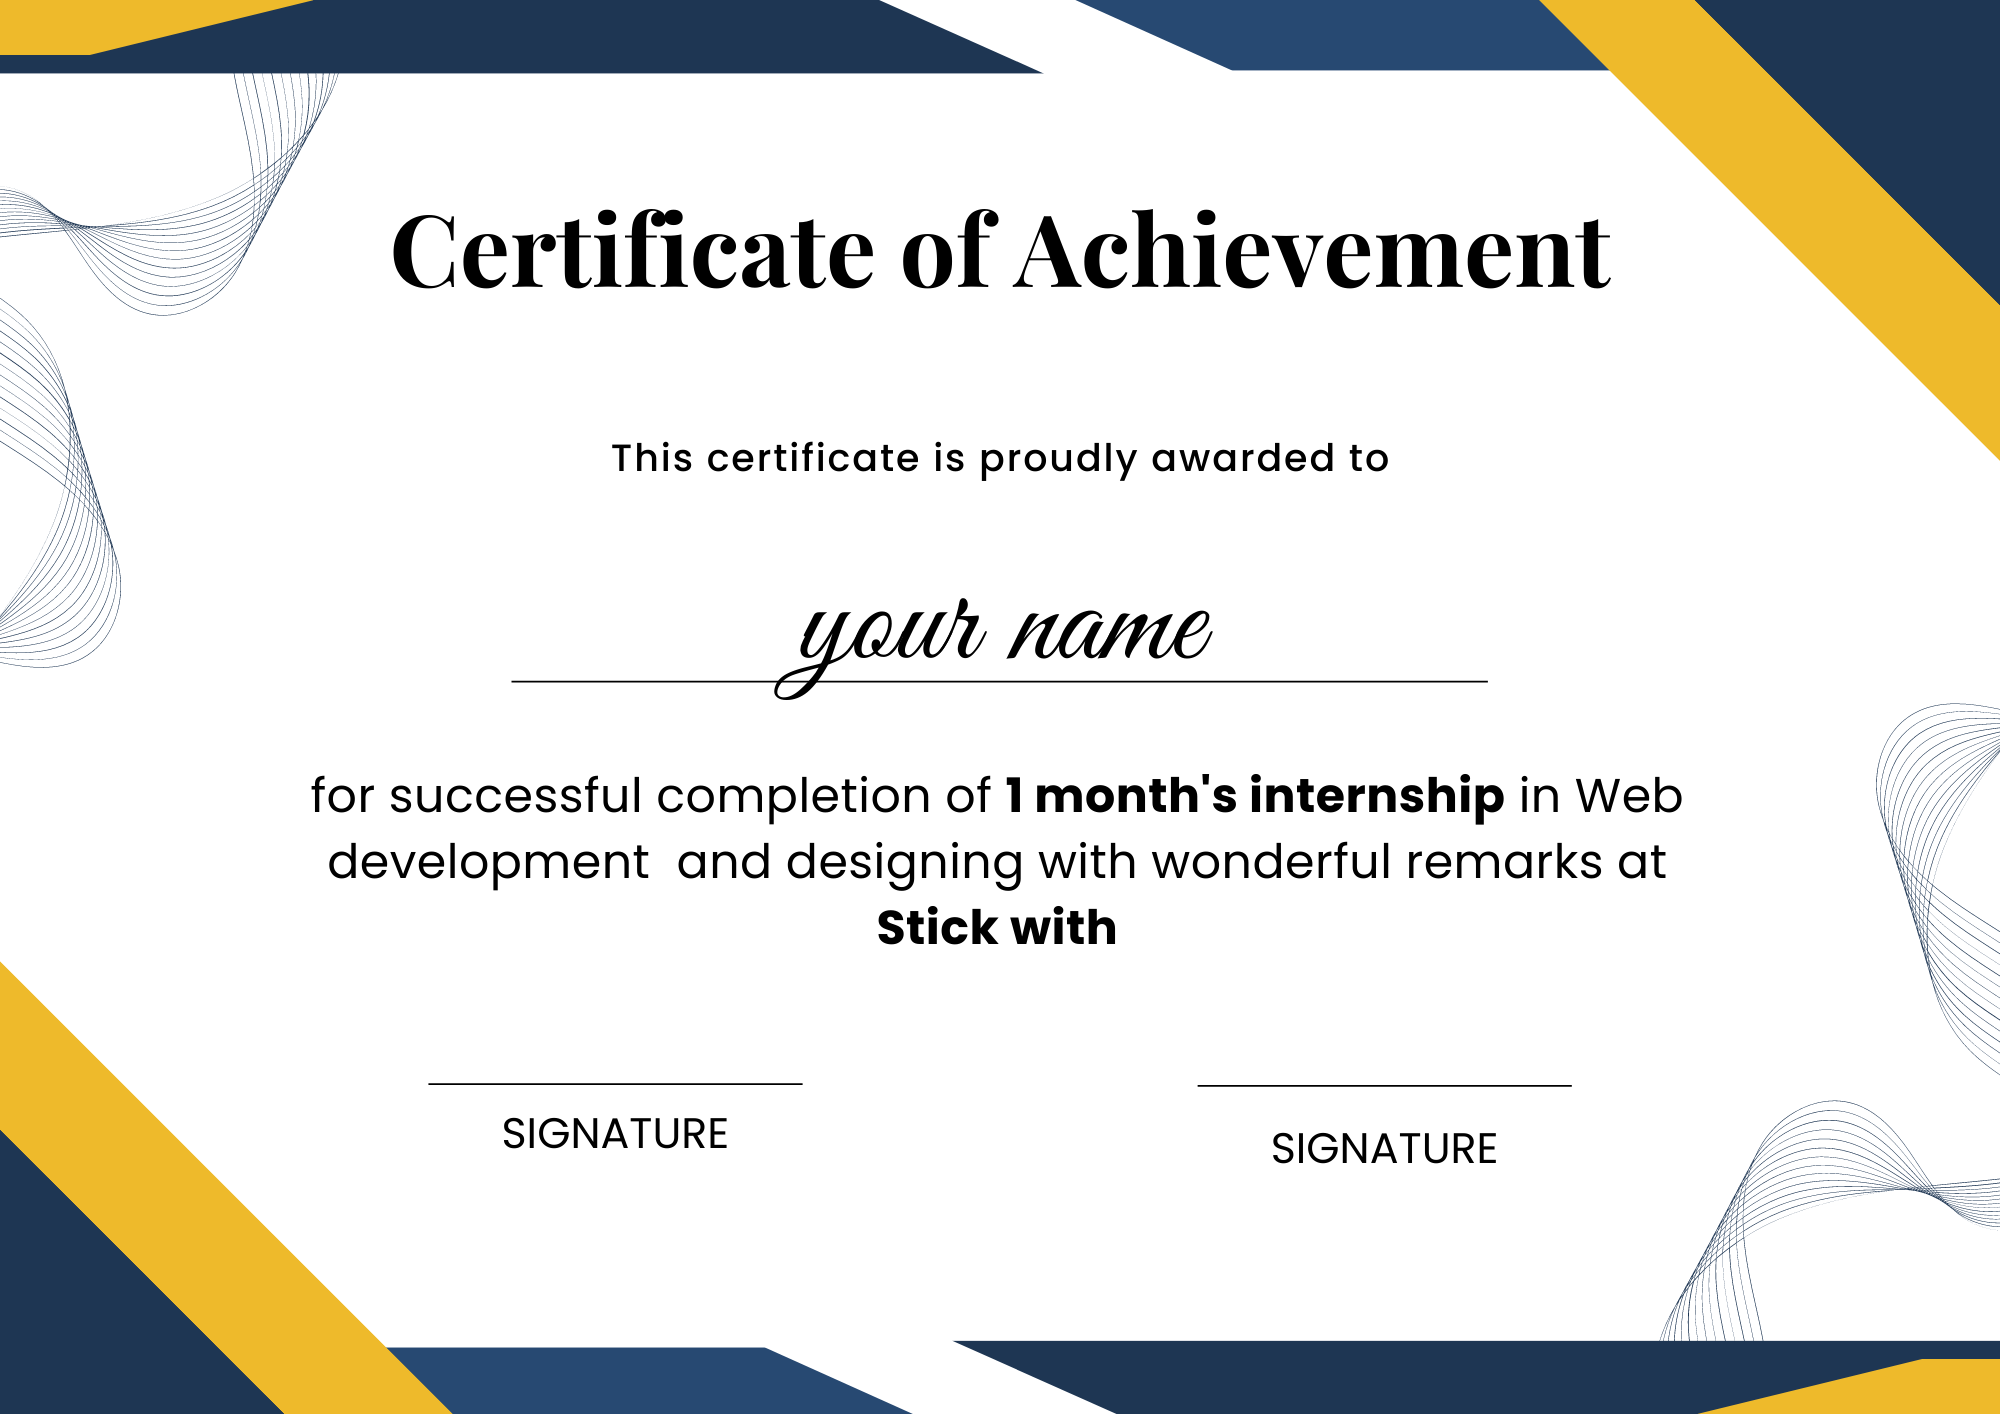 Certificate of Achievement
This certificate is proudly awarded to
your name
for successful completion of 1 month's internship in Web
development  and designing with wonderful remarks at
Stick with
SIGNATURE
SIGNATURE